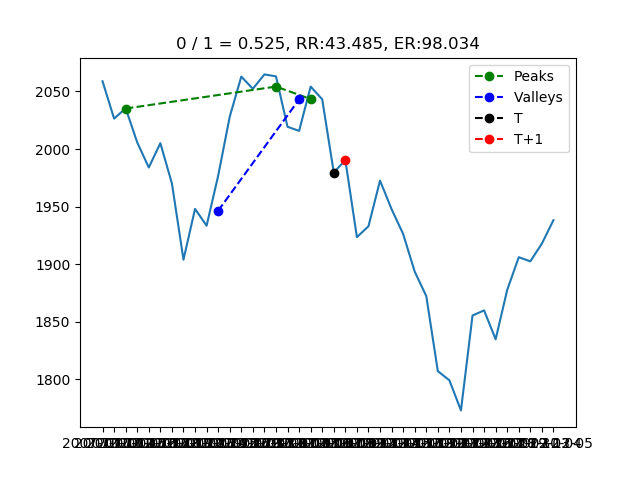 0 / 1 = 0.525, RR:43.485, ER:98.034
Peaks
Valleys
T
T+1
2050
2000
1950
1900
1850
1800